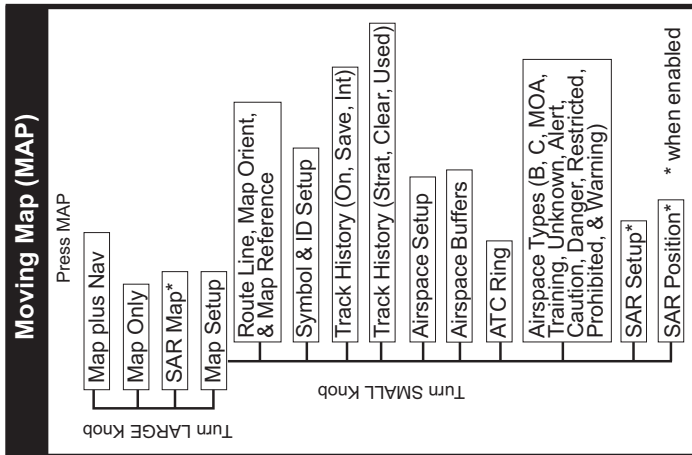 Moving Map (MAP)
Press MAP
Map plus Nav
Map Only
SAR Map*
Map Setup
Turn LARGE Knob
Route Line, Map Orient,
& Map Reference
Symbol & ID Setup
Track History (On, Save, Int)
Track History (Strat, Clear, Used)
Airspace Setup
Airspace Buffers
ATC Ring
Airspace Types (B, C, MOA,
Training, Unknown, Alert,
Caution, Danger, Restricted,
Prohibited, & Warning)
SAR Setup*
SAR Position*
Turn SMALL Knob
* when enabled